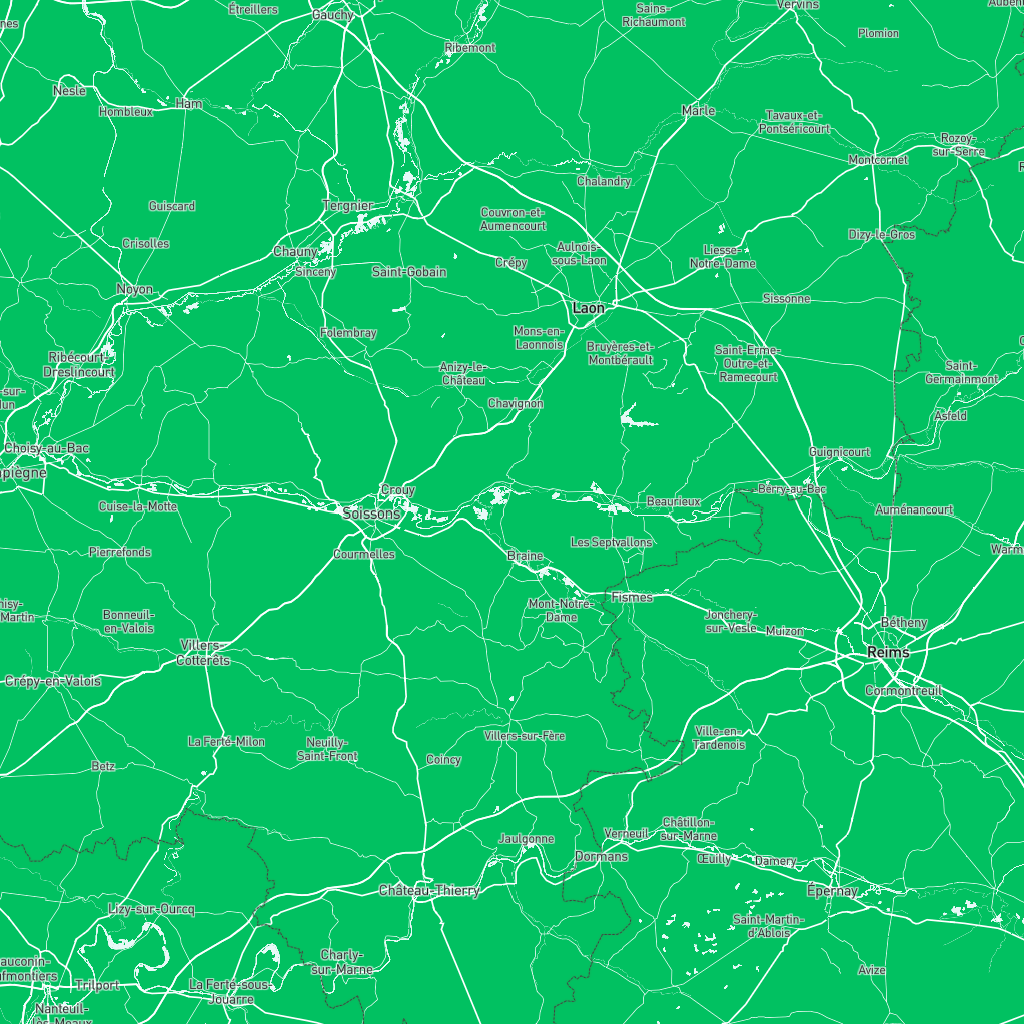 Étreillers
Gauchy
Sains-
Richaumont
Vervins
Plomion
Ribemont
Nesle
Ham
Hombleux
Marle
Tavaux-et-
Pontséricourt
Rozoy-
sur-Serre
Montcornet
Chalandry
Guiscard
Tergnier
Couvron-et-
Aumencourt
Crisolles
Chauny
Sinceny
Saint-Gobain
Crépy
Aulnois-
sous-Laon
Liesse-
Notre-Dame
Dizy-le-Gros
Noyon
Laon
Sissonne
Folembray
Mons-en-
Laonnois
Bruyères-et-
Montbérault
Saint-Erme-
Outre-et-
Ramecourt
Ribécourt-
Dreslincourt
Anizy-le-
Château
Saint-
Germainmont
Chavignon
Asfeld
Choisy-au-Bac
Guignicourt
Crouy
Cuise-la-Motte
Soissons
Beaurieux
Berry-au-Bac
Auménancourt
Pierrefonds
Courmelles
Braine
Les Septvallons
Fismes
Mont-Notre-
Dame
Bonneuil-
en-Valois
Jonchery-
sur-Vesle
Muizon
Bétheny
Villers-
Cotterêts
Reims
Crépy-en-Valois
Cormontreuil
La Ferté-Milon
Neuilly-
Saint-Front
Villers-sur-Fère
Ville-en-
Tardenois
Coincy
Betz
Jaulgonne
Verneuil
Châtillon-
sur-Marne
Dormans
Œuilly
Damery
Château-Thierry
Épernay
Lizy-sur-Ourcq
Saint-Martin-
d'Ablois
Charly-
sur-Marne
Avize
Trilport
La Ferté-sous-
Jouarre
Nanteuil-
lès-Meaux